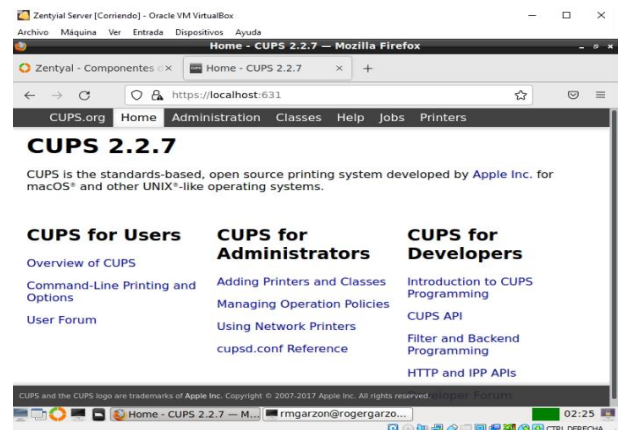 Zentyial Server [Corriendo] - Oracle VM VirtualBox
Archivo Máquina Ver Entrada Dispositivos Ayuda
Home - CUPS 2.2.7 — Mozilla Firefox
Zentyal - Componentes
Home - CUPS 2.2.7
https://localhost:631
CUPS.org Home Administration Classes Help Jobs Printers
CUPS 2.2.7
CUPS is the standards-based, open source printing system developed by Apple Inc. for
macOS® and other UNIX®-like operating systems.
CUPS for Users
Overview of CUPS
Command-Line Printing and
Options
User Forum
CUPS for
Administrators
Adding Printers and Classes
Managing Operation Policies
Using Network Printers
cupsd.conf Reference
CUPS for
Developers
Introduction to CUPS
Programming
CUPS API
Filter and Backend
Programming
HTTP and IPP APIs
Developer Forum
CUPS and the CUPS logo are trademarks of Apple Inc. Copyright © 2007-2017 Apple Inc. All rights reserved.
Home - CUPS 2.2.7 — M...
rmgarzon@rogergarzo...
02:25
CTRL DERECHA